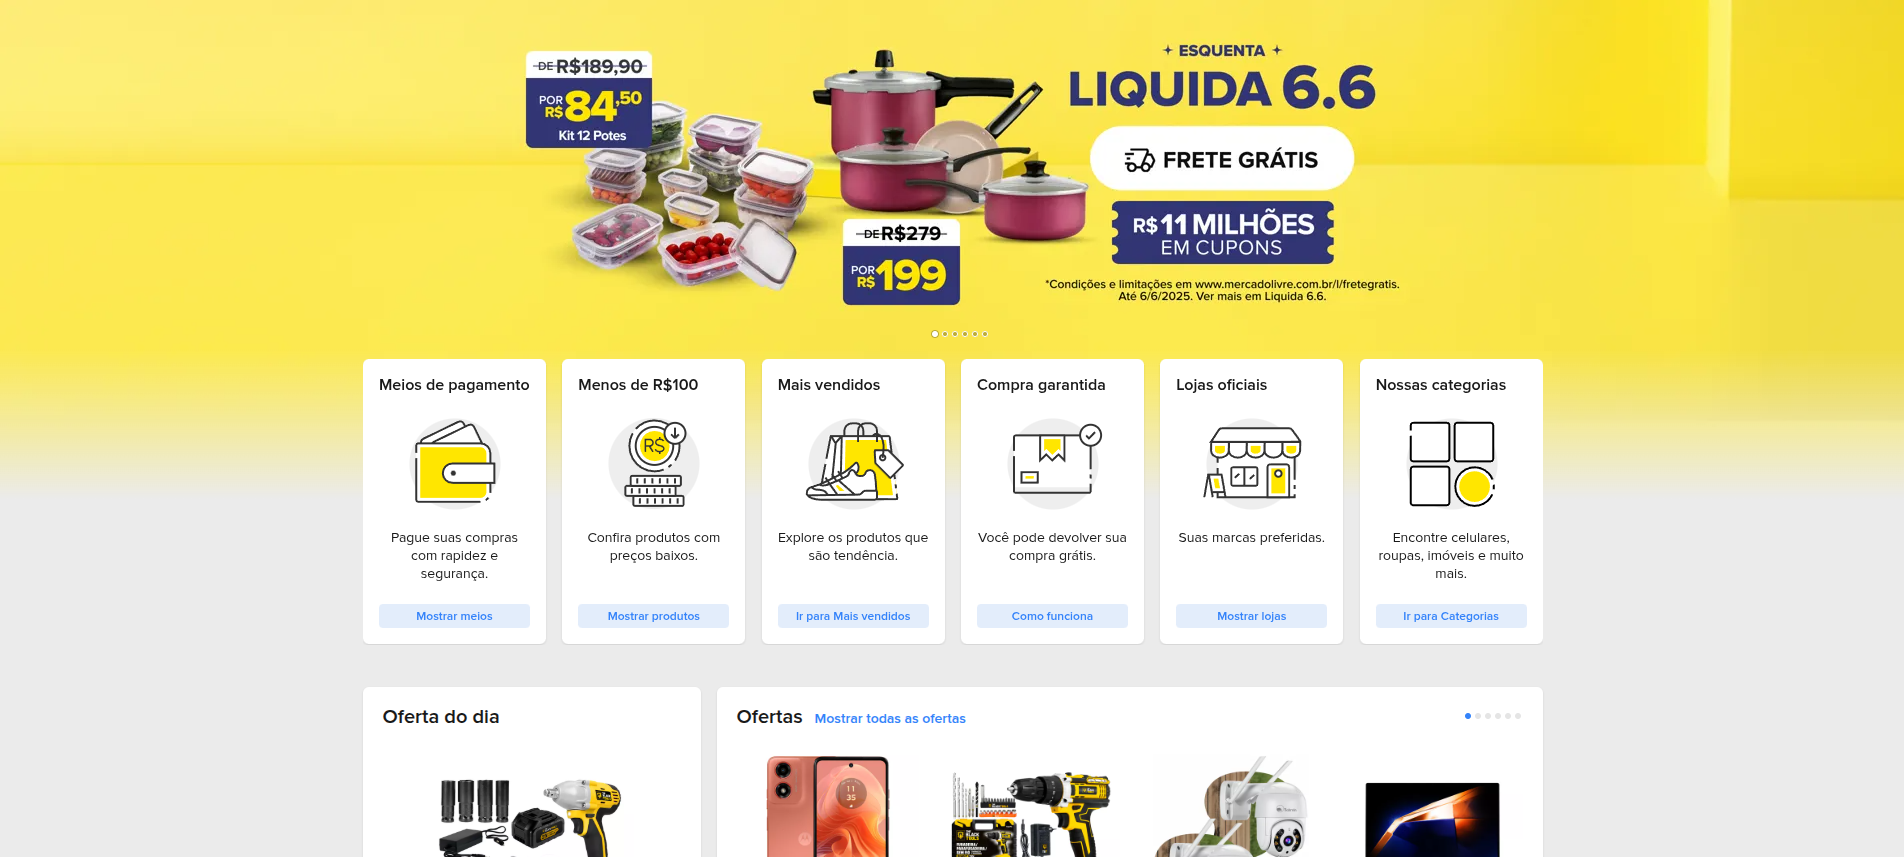 DE R$189,90
POR R$ 84,50
Kit 12 Potes
DE R$279
POR R$ 199
ESQUENTA
LIQUIDA 6.6
FRETE GRÁTIS
R$ 11 MILHÕES
EM CUPONS
*Condições e limitações em www.mercadolivre.com.br/l/fretegratis.
Até 6/6/2025. Ver mais em Liquida 6.6.
Meios de pagamento
Pague suas compras
com rapidez e
segurança.
Mostrar meios
Menos de R$100
R$
Confira produtos com
preços baixos.
Mostrar produtos
Mais vendidos
Explore os produtos que
são tendência.
Ir para Mais vendidos
Compra garantida
Você pode devolver sua
compra grátis.
Como funciona
Lojas oficiais
Suas marcas preferidas.
Mostrar lojas
Nossas categorias
Encontre celulares,
roupas, imóveis e muito
mais.
Ir para Categorias
Oferta do dia
Ofertas
Mostrar todas as ofertas
11
35